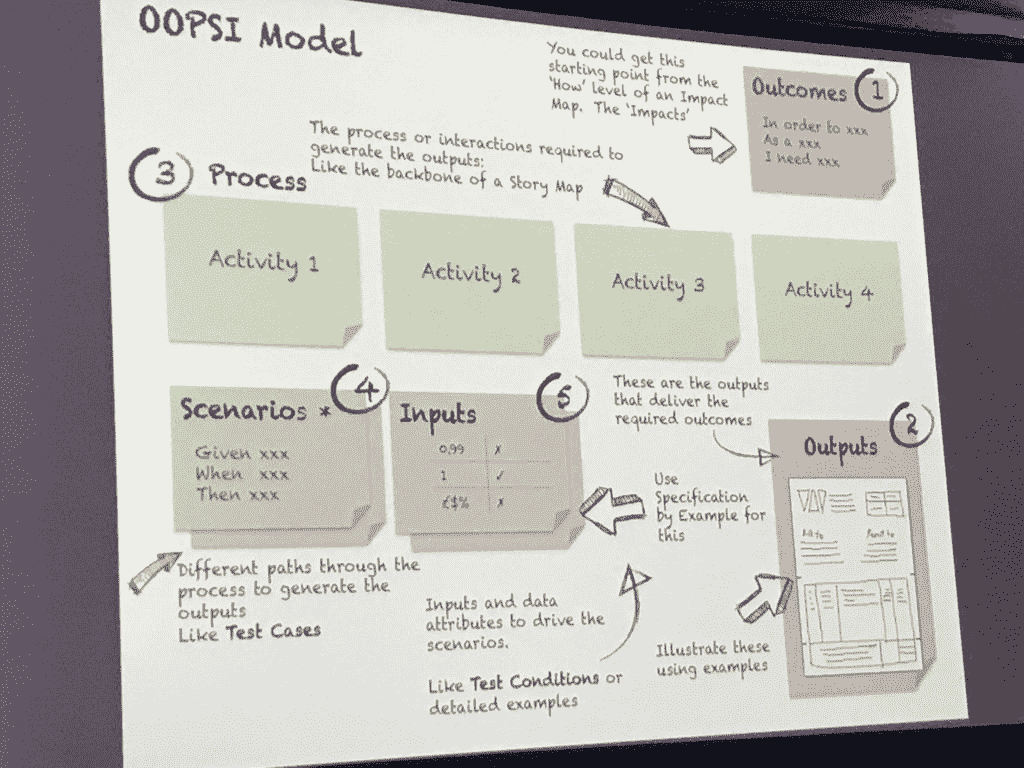 OOPSI Model
You could get this
starting point from the
'How' level of an Impact
Map. The 'Impacts'
Outcomes
1
In order to xxx
As a xxx
I need xxx
The process or interactions required to
generate the outputs:
Like the backbone of a Story Map
3
Process
Activity 1
Activity 2
Activity 3
Activity 4
Scenarios *
4
Given xxx
When xxx
Then xxx
Inputs
5
0.99 x
1 ✓
£$% x
These are the outputs
that deliver the
required outcomes
2
Outputs
Use
Specification
by Example for
this
Different paths through the
process to generate the
outputs
Like Test Cases
Inputs and data
attributes to drive the
scenarios.
Like Test Conditions or
detailed examples
Illustrate these
using examples